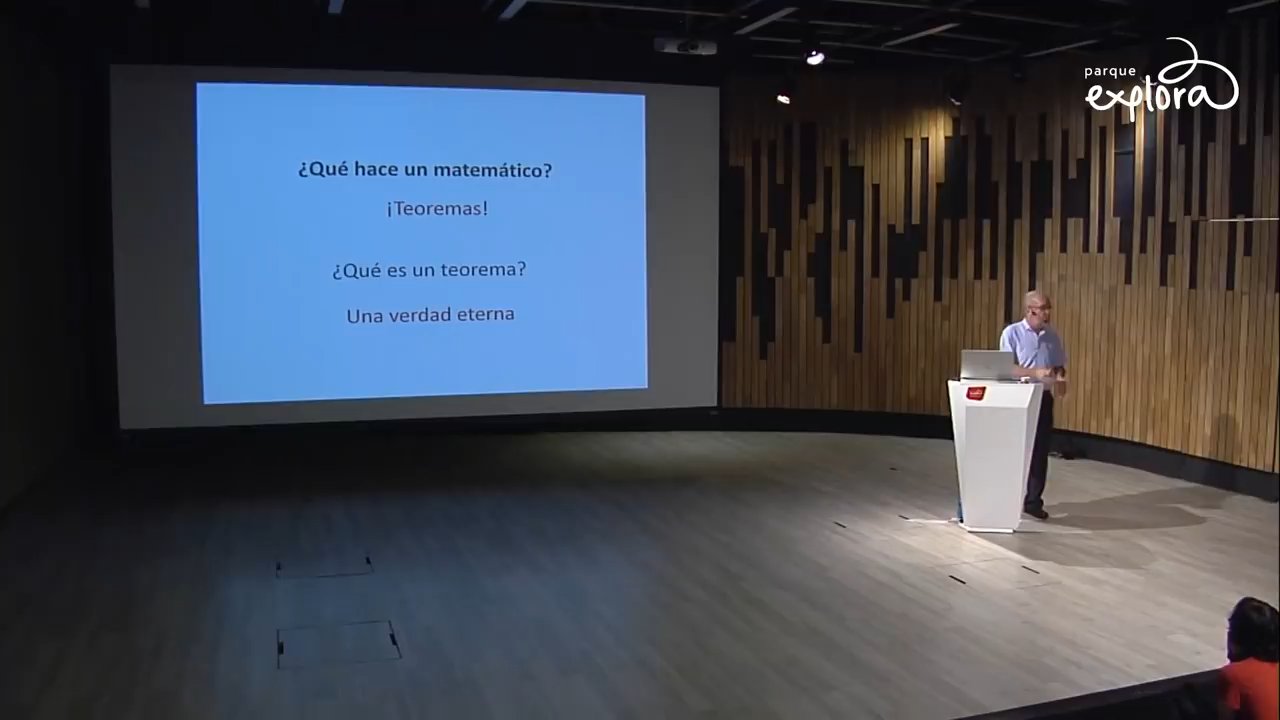 parque
explora
¿Qué hace un matemático?
¡Teoremas!
¿Qué es un teorema?
Una verdad eterna